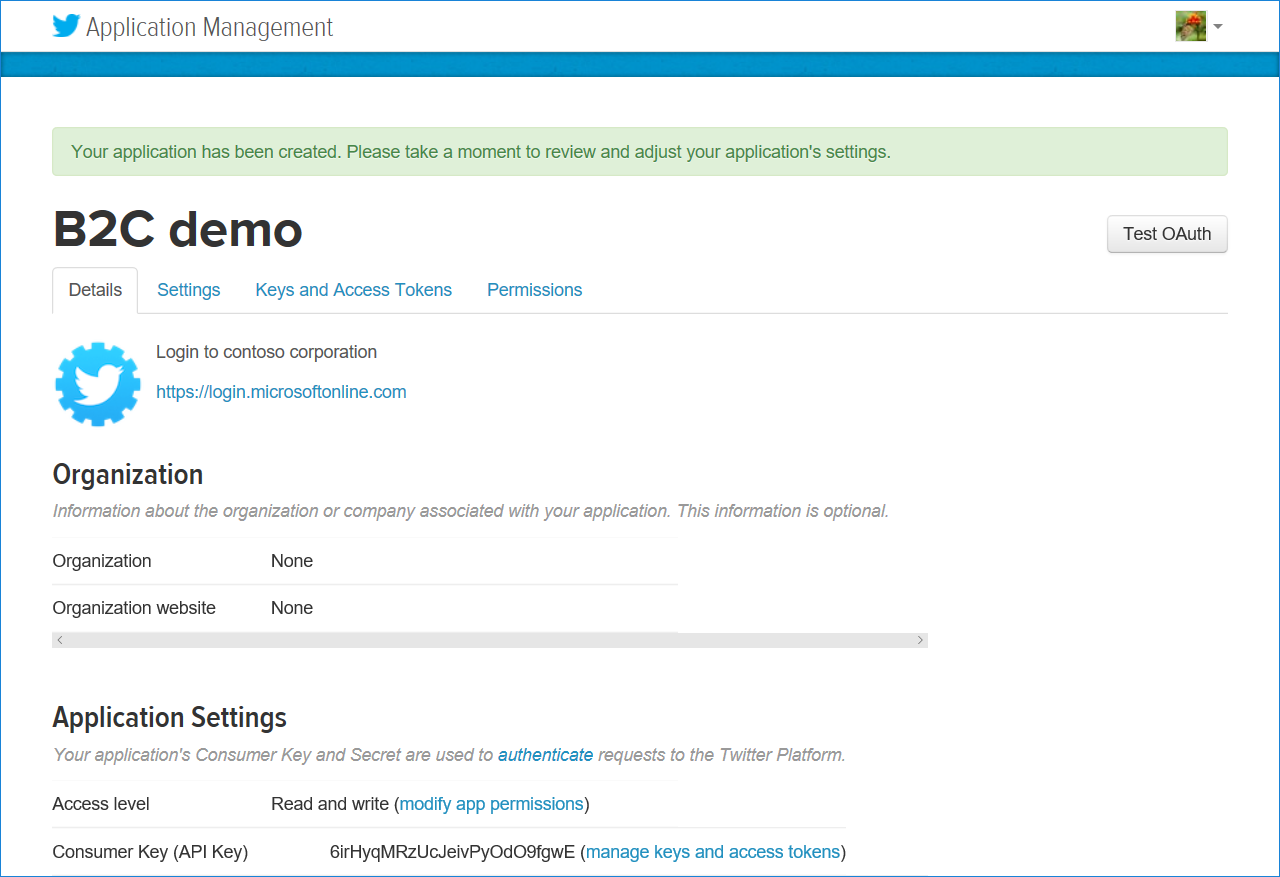 Application Management
Your application has been created. Please take a moment to review and adjust your application's settings.
B2C demo
Test OAuth
Details Settings Keys and Access Tokens Permissions
Login to contoso corporation
https://login.microsoftonline.com
Organization
Information about the organization or company associated with your application. This information is optional.
Organization None
Organization website None
Application Settings
Your application's Consumer Key and Secret are used to authenticate requests to the Twitter Platform.
Access level Read and write (modify app permissions)
Consumer Key (API Key) 6irHyqMRzUcJeivPyOdO9fgwE (manage keys and access tokens)